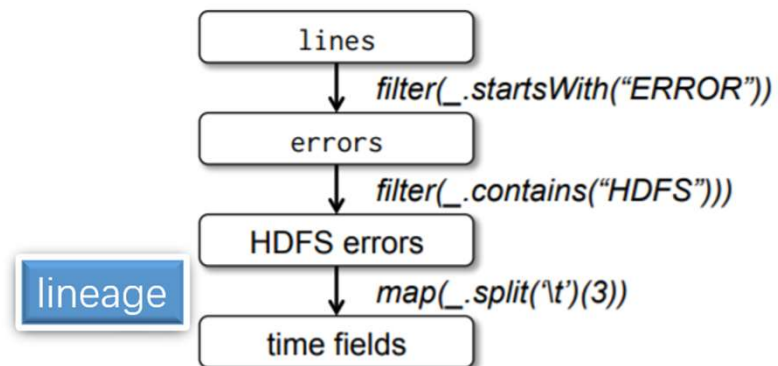 lines
filter(_.startsWith(“ERROR”))
errors
filter(_.contains(“HDFS”)))
HDFS errors
lineage
map(_.split(‘\t’)(3))
time fields